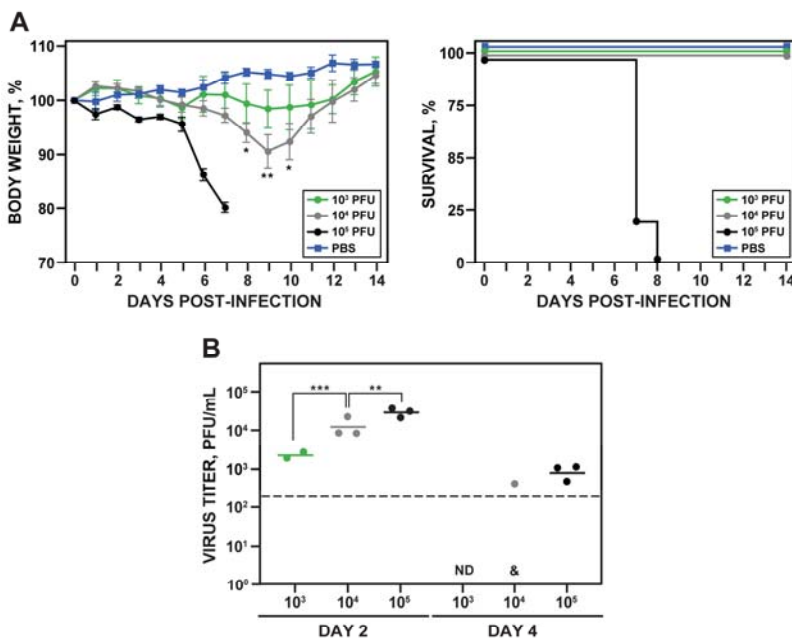 A
BODY WEIGHT, %
110
100
90
80
70
*
**
*
10³ PFU
10⁴ PFU
10⁵ PFU
PBS
0 2 4 6 8 10 12 14
DAYS POST-INFECTION
SURVIVAL, %
100
75
85
25
0
10³ PFU
10⁴ PFU
10⁵ PFU
PBS
0 2 4 6 8 10 12 14
DAYS POST-INFECTION
B
VIRUS TITER, PFU/mL
10⁵
10⁴
10³
10²
10¹
10⁰
*** **
ND &
10³ 10⁴ 10⁵ 10³ 10⁴ 10⁵
DAY 2 DAY 4